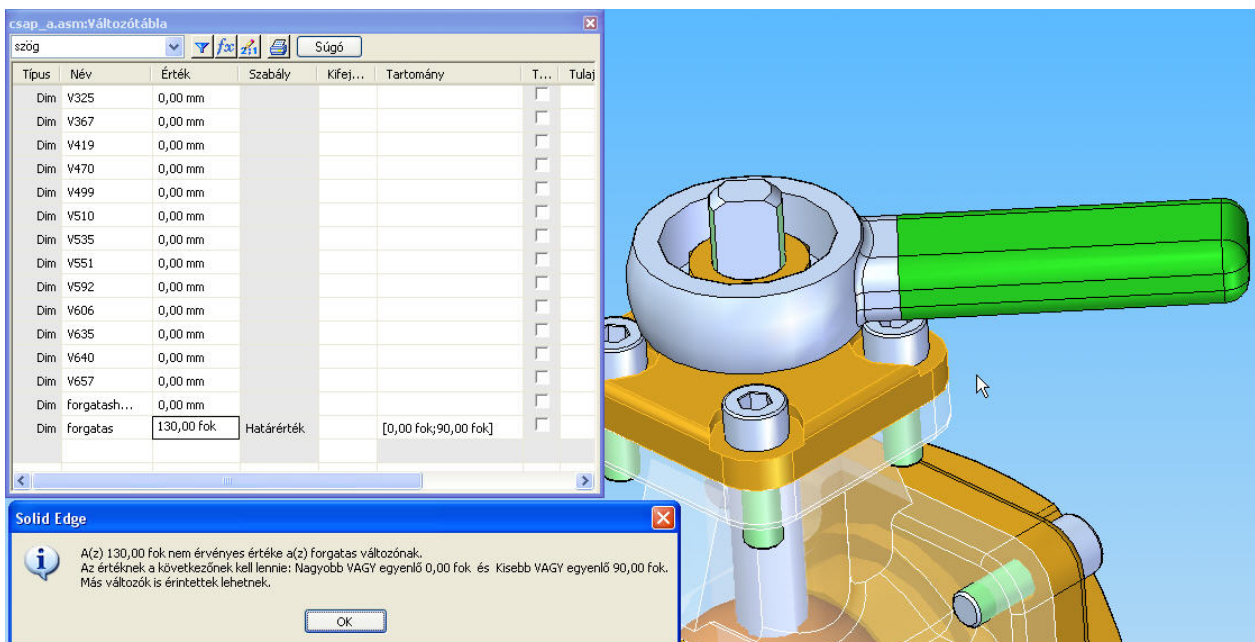 csap_a.asm:Változótábla
szög fx Súgó
Típus Név Érték Szabály Kifej... Tartomány T... Tulaj
Dim V325 0,00 mm
Dim V367 0,00 mm
Dim V419 0,00 mm
Dim V470 0,00 mm
Dim V499 0,00 mm
Dim V510 0,00 mm
Dim V535 0,00 mm
Dim V551 0,00 mm
Dim V592 0,00 mm
Dim V606 0,00 mm
Dim V635 0,00 mm
Dim V640 0,00 mm
Dim V657 0,00 mm
Dim forgatash... 0,00 mm
Dim forgatas 130,00 fok Határérték [0,00 fok;90,00 fok]
Solid Edge
A(z) 130,00 fok nem érvényes értéke a(z) forgatas változónak.
Az értéknek a következőnek kell lennie: Nagyobb VAGY egyenlő 0,00 fok és Kisebb VAGY egyenlő 90,00 fok.
Más változók is érintettek lehetnek.
OK